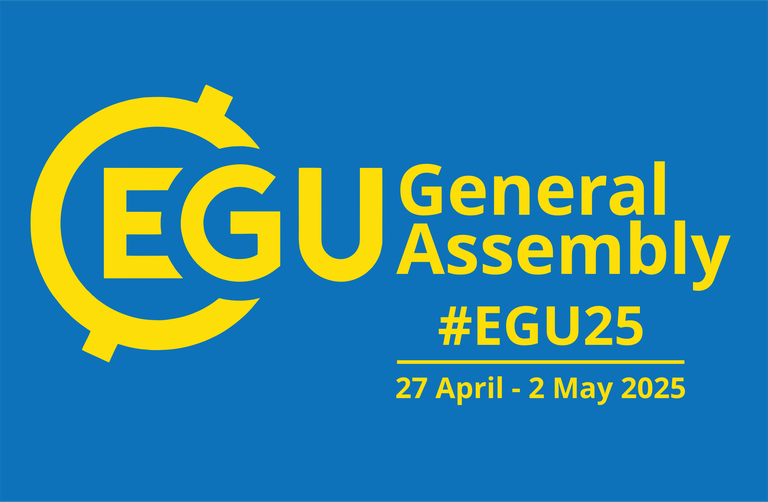 EGU
General
Assembly
#EGU25
27 April - 2 May 2025